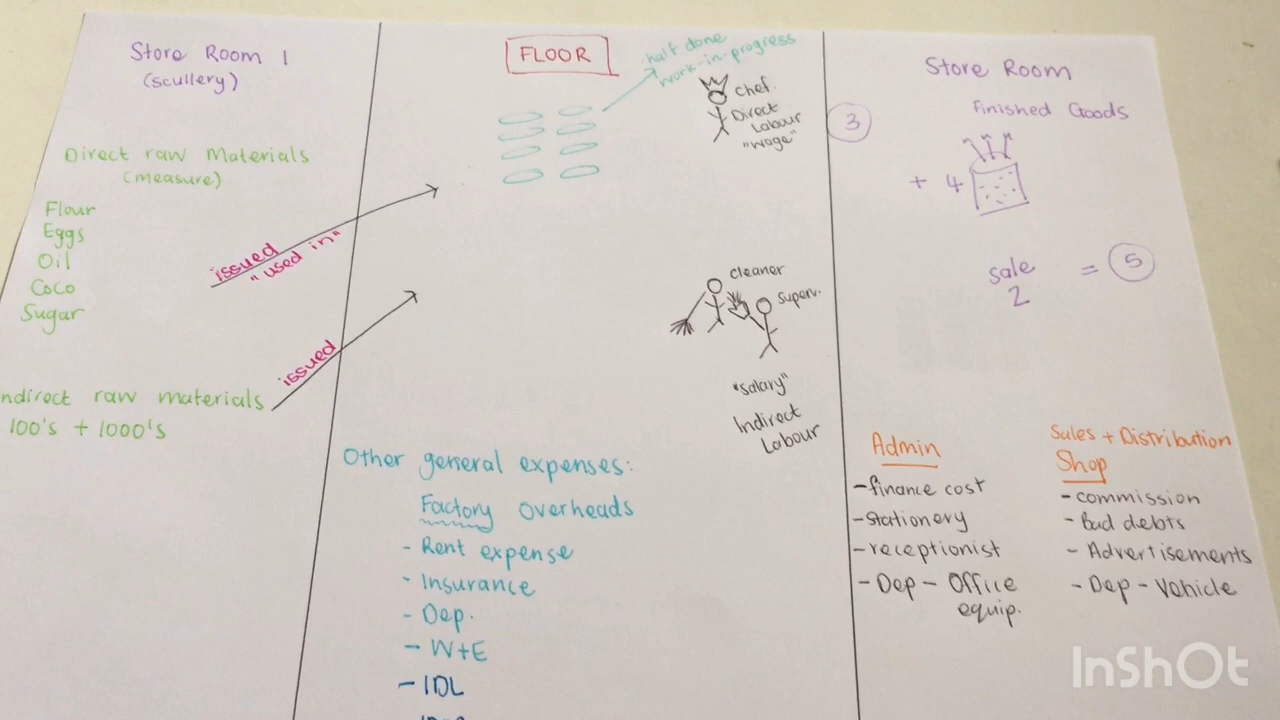 Store Room 1
(scullery)
Direct raw Materials
(measure)
Flour
Eggs
Oil
CoCo
Sugar
issued
"used in"
issued
ndirect raw materials
100's + 1000's
FLOOR
half done
work-in-progress
chef.
Direct
Labour
"wage"
cleaner
superv.
"salary"
Indirect
Labour
Other general expenses:
Factory Overheads
- Rent expense
- Insurance
- Dep.
- W+E
- IDL
Store Room
Finished Goods
3
+ 4
sale = 5
2
Admin
- finance cost
- Stationery
- receptionist
- Dep - Office
equip.
Sales + Distribution
Shop
- commission
- Bad debts
- Advertisements
- Dep - Vehicle
InShOt